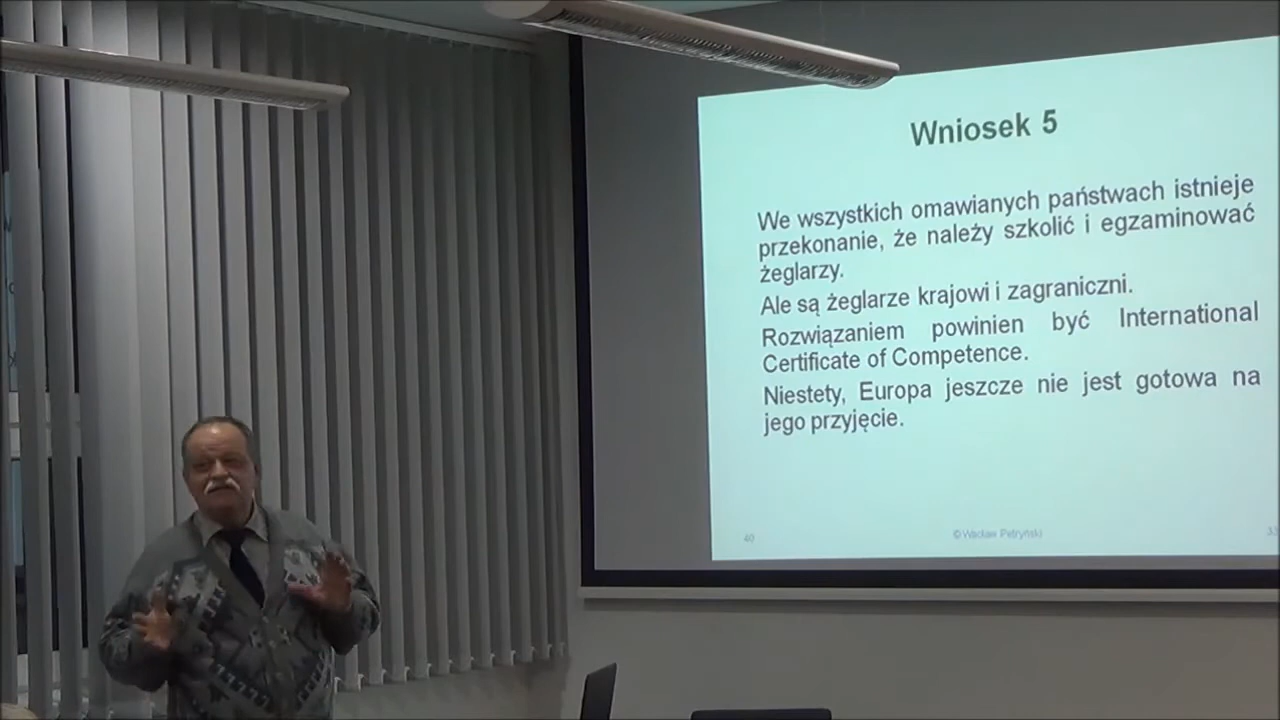 Wniosek 5
We wszystkich omawianych państwach istnieje
przekonanie, że należy szkolić i egzaminować
żeglarzy.
Ale są żeglarze krajowi i zagraniczni.
Rozwiązaniem powinien być International
Certificate of Competence.
Niestety, Europa jeszcze nie jest gotowa na
jego przyjęcie.
40
©Wacław Petryński